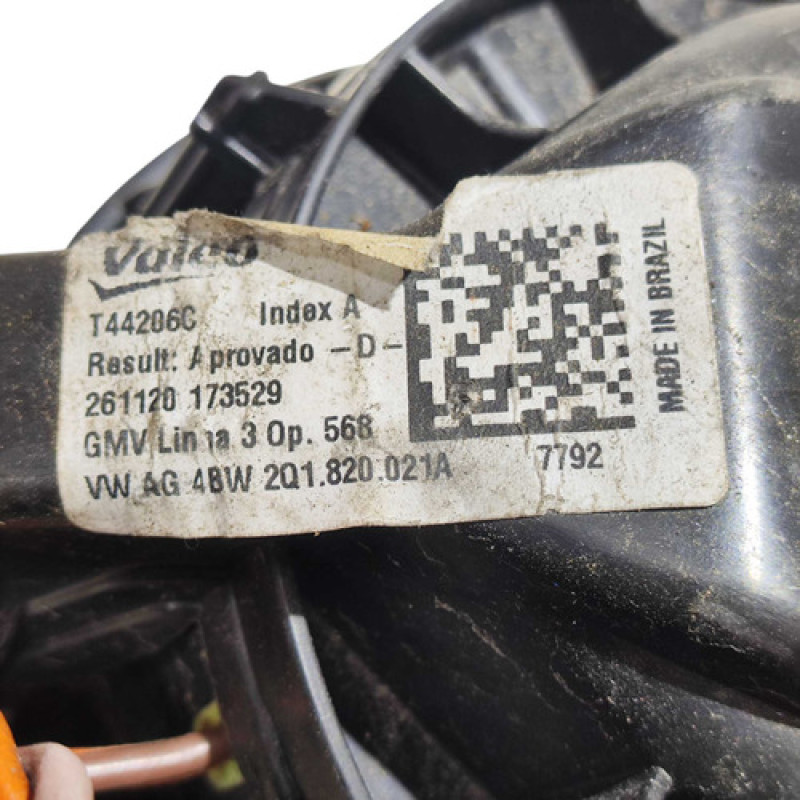 Valeo
T44206C Index A
Result: Aprovado -D-
261120 173529
GMV Linha 3 Op. 568
VW AG 4BW 2Q1.820.021A
7792
MADE IN BRAZIL